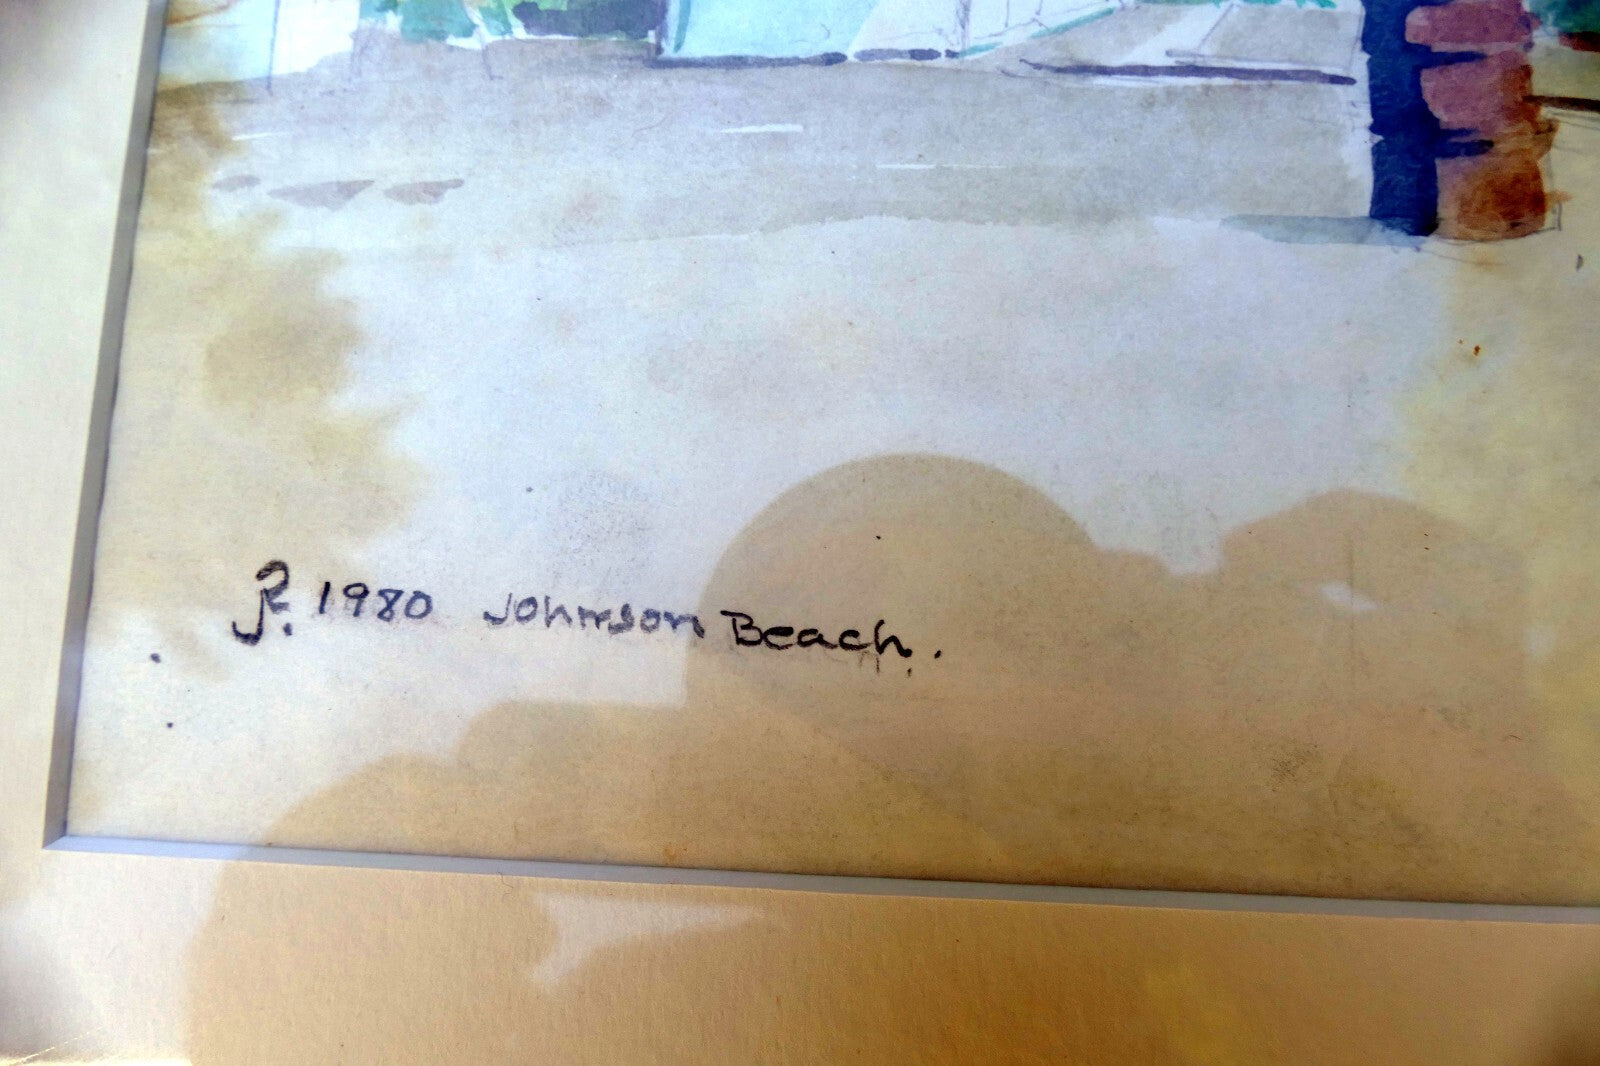 JR. 1980 Johnson Beach.